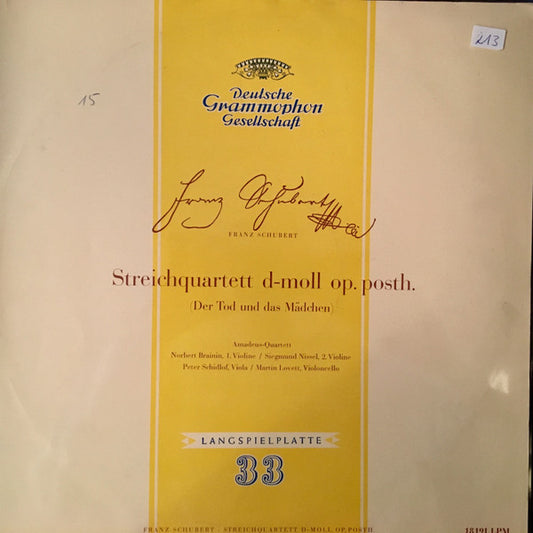 213
15
Deutsche
Grammophon
Gesellschaft
Franz Schubert
FRANZ SCHUBERT
Streichquartett d-moll op. posth.
(Der Tod und das Mädchen)
Amadeus-Quartett
Norbert Brainin, 1. Violine / Siegmund Nissel, 2. Violine
Peter Schidlof, Viola / Martin Lovett, Violoncello
LANGSPIELPLATTE
33
FRANZ SCHUBERT · STREICHQUARTETT D-MOLL OP. POSTH
LPM